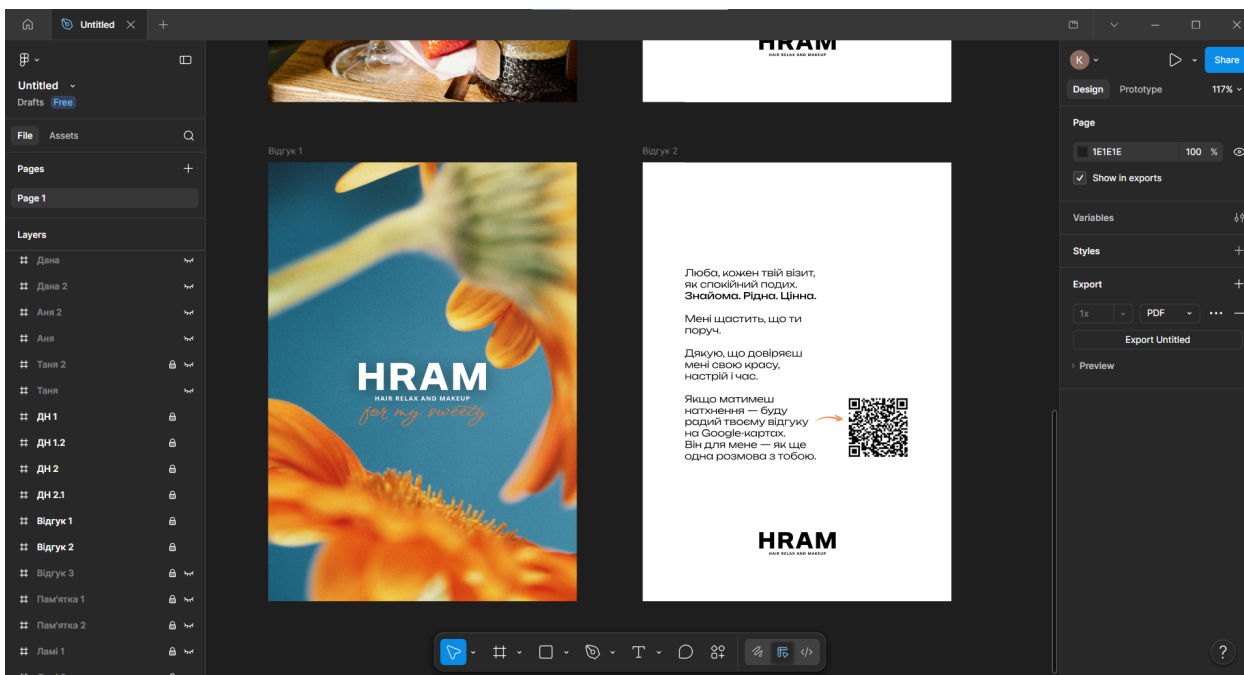 Untitled
Untitled
Drafts Free
File Assets
Pages
Page 1
Layers
Дана
Дана 2
Аня 2
Аня
Таня 2
Таня
ДН 1
ДН 1.2
ДН 2
ДН 2.1
Відгук 1
Відгук 2
Відгук 3
Пам'ятка 1
Пам'ятка 2
Ламі 1
HRAM
HAIR RELAX AND MAKEUP
Відгук 1
HRAM
HAIR RELAX AND MAKEUP
for my sweety
Відгук 2
Люба, кожен твій візит,
як спокійний подих.
Знайома. Рідна. Цінна.
Мені щастить, що ти
поруч.
Дякую, що довіряєш
мені свою красу,
настрій і час.
Якщо матимеш
натхнення — буду
радий твоєму відгуку
на Google-картах.
Він для мене — як ще
одна розмова з тобою.
HRAM
HAIR RELAX AND MAKEUP
K
Share
Design Prototype 117%
Page
1E1E1E 100 %
Show in exports
Variables
Styles
Export
1x PDF
Export Untitled
Preview
?